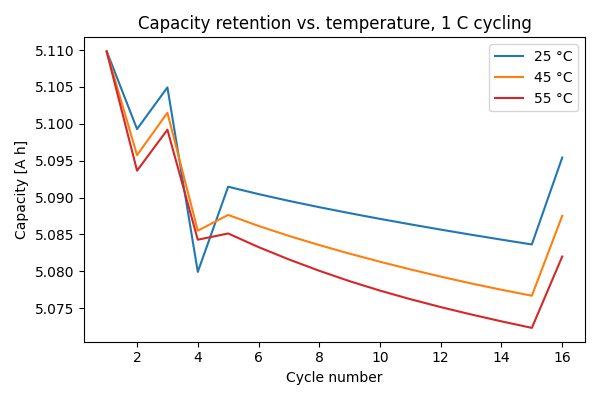 Capacity retention vs. temperature, 1 C cycling
25 °C
45 °C
55 °C
Capacity [A h]
5.110
5.105
5.100
5.095
5.090
5.085
5.080
5.075
2 4 6 8 10 12 14 16
Cycle number